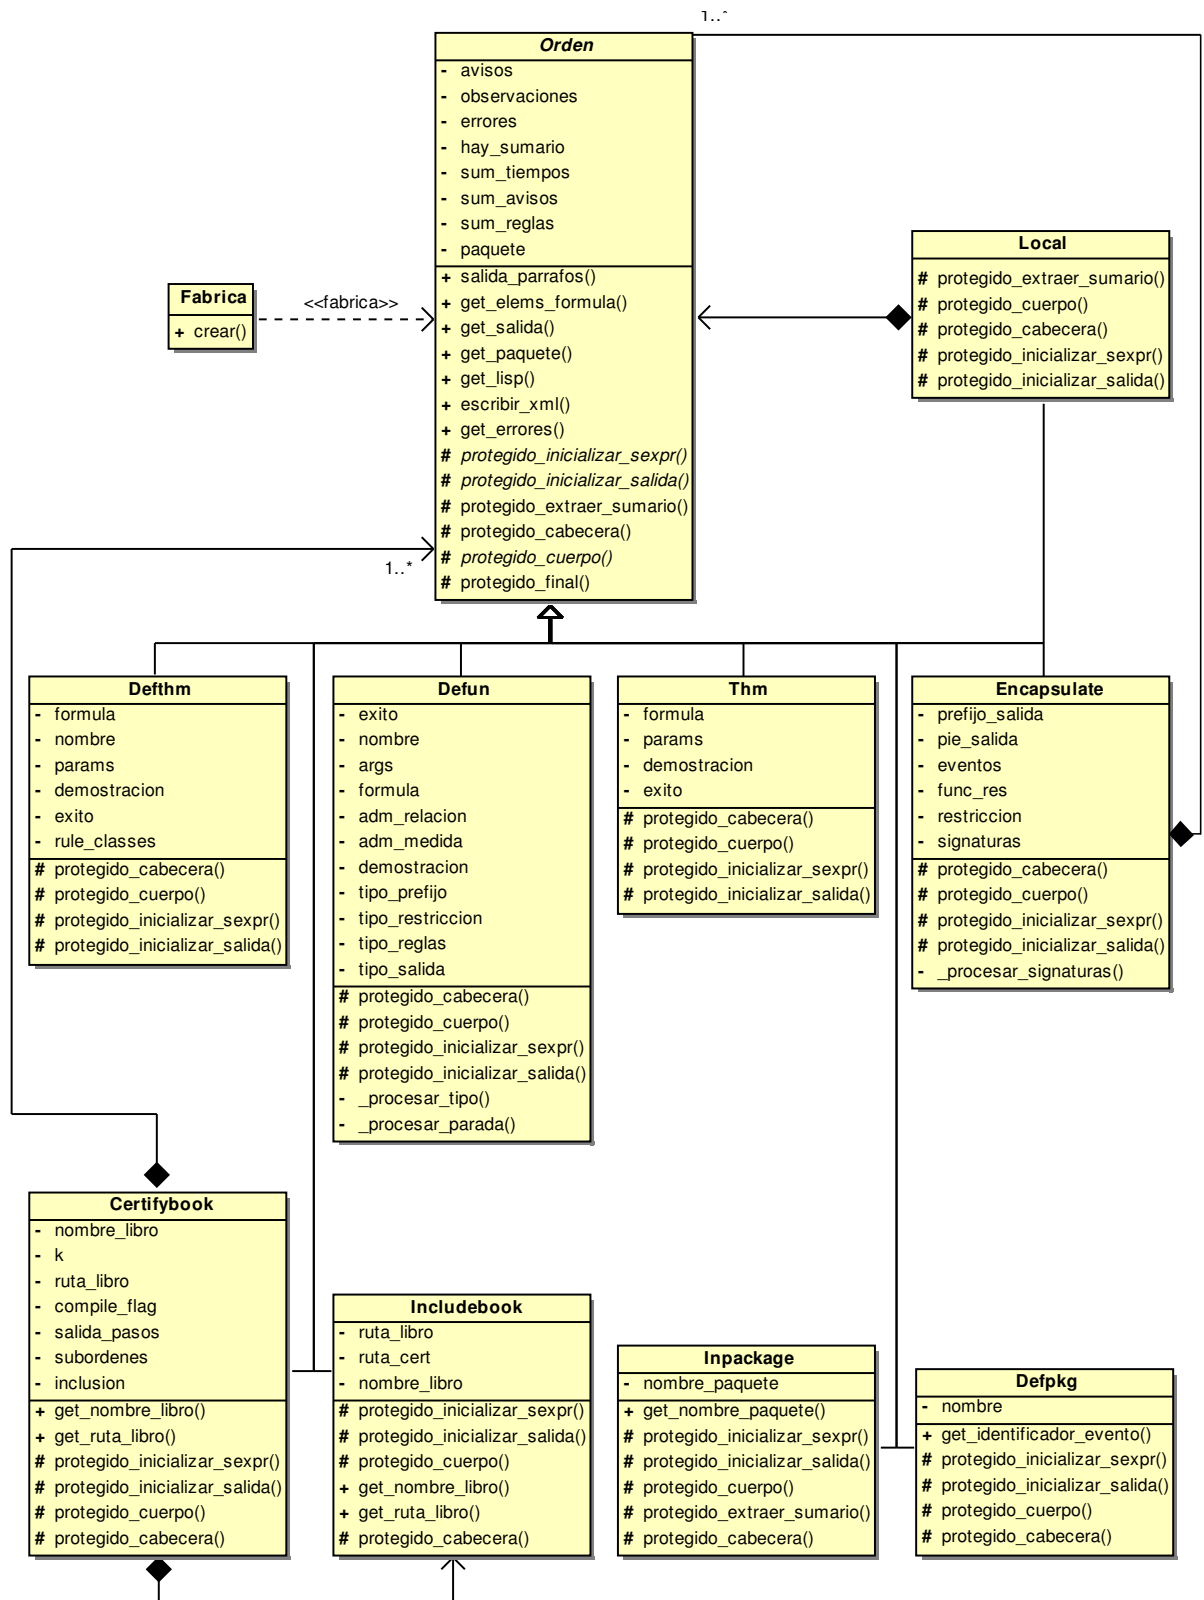 1..*
Orden
- avisos
- observaciones
- errores
- hay_sumario
- sum_tiempos
- sum_avisos
- sum_reglas
- paquete
+ salida_parrafos()
+ get_elems_formula()
+ get_salida()
+ get_paquete()
+ get_lisp()
+ escribir_xml()
+ get_errores()
# protegido_inicializar_sexpr()
# protegido_inicializar_salida()
# protegido_extraer_sumario()
# protegido_cabecera()
# protegido_cuerpo()
# protegido_final()
Fabrica
+ crear()
<<fabrica>>
Local
# protegido_extraer_sumario()
# protegido_cuerpo()
# protegido_cabecera()
# protegido_inicializar_sexpr()
# protegido_inicializar_salida()
1..*
Defthm
- formula
- nombre
- params
- demostracion
- exito
- rule_classes
# protegido_cabecera()
# protegido_cuerpo()
# protegido_inicializar_sexpr()
# protegido_inicializar_salida()
Defun
- exito
- nombre
- args
- formula
- adm_relacion
- adm_medida
- demostracion
- tipo_prefijo
- tipo_restriccion
- tipo_reglas
- tipo_salida
# protegido_cabecera()
# protegido_cuerpo()
# protegido_inicializar_sexpr()
# protegido_inicializar_salida()
- _procesar_tipo()
- _procesar_parada()
Thm
- formula
- params
- demostracion
- exito
# protegido_cabecera()
# protegido_cuerpo()
# protegido_inicializar_sexpr()
# protegido_inicializar_salida()
Encapsulate
- prefijo_salida
- pie_salida
- eventos
- func_res
- restriccion
- signaturas
# protegido_cabecera()
# protegido_cuerpo()
# protegido_inicializar_sexpr()
# protegido_inicializar_salida()
- _procesar_signaturas()
Certifybook
- nombre_libro
- k
- ruta_libro
- compile_flag
- salida_pasos
- subordenes
- inclusion
+ get_nombre_libro()
+ get_ruta_libro()
# protegido_inicializar_sexpr()
# protegido_inicializar_salida()
# protegido_cuerpo()
# protegido_cabecera()
Includebook
- ruta_libro
- ruta_cert
- nombre_libro
# protegido_inicializar_sexpr()
# protegido_inicializar_salida()
# protegido_cuerpo()
+ get_nombre_libro()
+ get_ruta_libro()
# protegido_cabecera()
Inpackage
- nombre_paquete
+ get_nombre_paquete()
# protegido_inicializar_sexpr()
# protegido_inicializar_salida()
# protegido_cuerpo()
# protegido_extraer_sumario()
# protegido_cabecera()
Defpkg
- nombre
+ get_identificador_evento()
# protegido_inicializar_sexpr()
# protegido_inicializar_salida()
# protegido_cuerpo()
# protegido_cabecera()